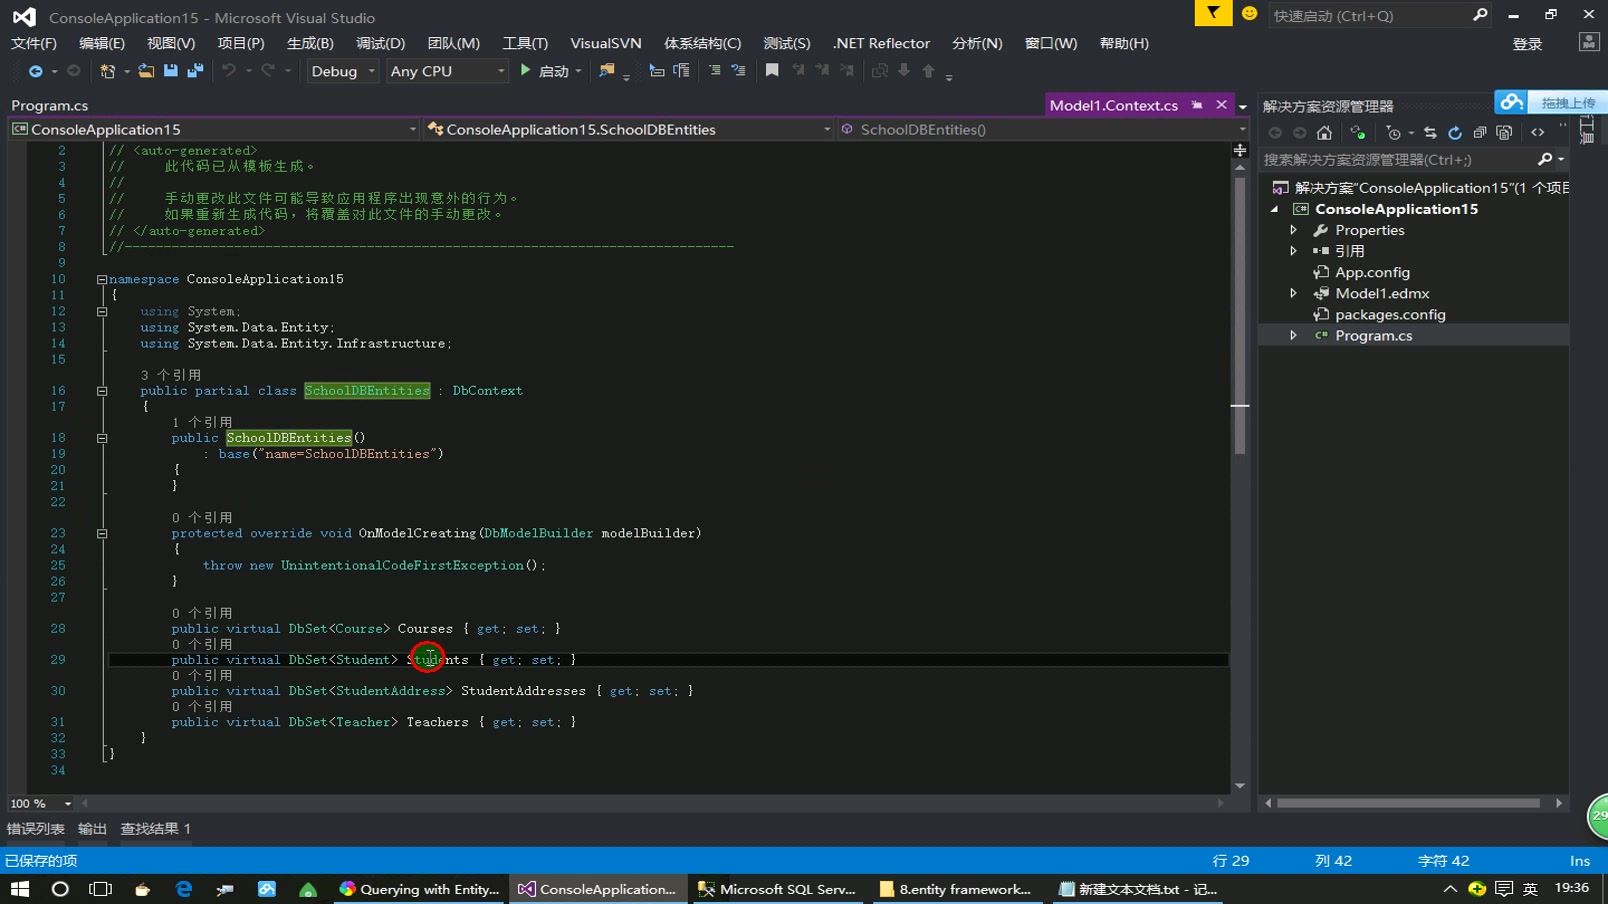 ConsoleApplication15 - Microsoft Visual Studio
快速启动 (Ctrl+Q)
文件(F) 编辑(E) 视图(V) 项目(P) 生成(B) 调试(D) 团队(M) 工具(T) VisualSVN 体系结构(C) 测试(S) .NET Reflector 分析(N) 窗口(W) 帮助(H) 登录
Debug Any CPU 启动
Program.cs Model1.Context.cs
ConsoleApplication15 ConsoleApplication15.SchoolDBEntities SchoolDBEntities()
2 // <auto-generated>
3 // 此代码已从模板生成。
4 //
5 // 手动更改此文件可能导致应用程序出现意外的行为。
6 // 如果重新生成代码，将覆盖对此文件的手动更改。
7 // </auto-generated>
8 //------------------------------------------------------------------------------
9
10 namespace ConsoleApplication15
11 {
12 using System;
13 using System.Data.Entity;
14 using System.Data.Entity.Infrastructure;
15
3 个引用
16 public partial class SchoolDBEntities : DbContext
17 {
1 个引用
18 public SchoolDBEntities()
19 : base("name=SchoolDBEntities")
20 {
21 }
22
0 个引用
23 protected override void OnModelCreating(DbModelBuilder modelBuilder)
24 {
25 throw new UnintentionalCodeFirstException();
26 }
27
0 个引用
28 public virtual DbSet<Course> Courses { get; set; }
0 个引用
29 public virtual DbSet<Student> Students { get; set; }
0 个引用
30 public virtual DbSet<StudentAddress> StudentAddresses { get; set; }
0 个引用
31 public virtual DbSet<Teacher> Teachers { get; set; }
32 }
33 }
34
100 %
解决方案资源管理器
拖拽上传
搜索解决方案资源管理器(Ctrl+;)
解决方案"ConsoleApplication15"(1 个项目
ConsoleApplication15
Properties
引用
App.config
Model1.edmx
packages.config
Program.cs
29
错误列表 输出 查找结果 1
已保存的项 行 29 列 42 字符 42 Ins
Querying with Entity... ConsoleApplication... Microsoft SQL Serv... 8.entity framework... 新建文本文档.txt - 记... 英 19:36